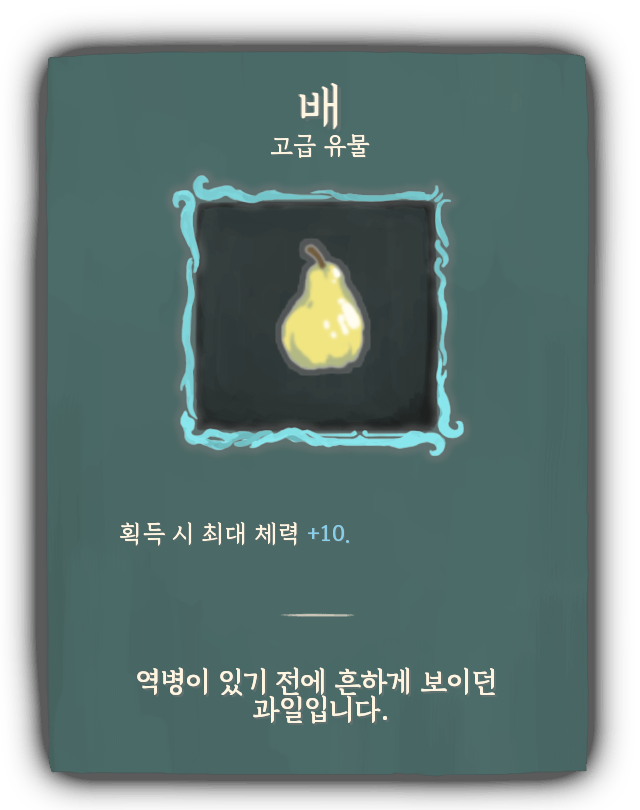 배
고급 유물
획득 시 최대 체력 +10.
역병이 있기 전에 흔하게 보이던
과일입니다.